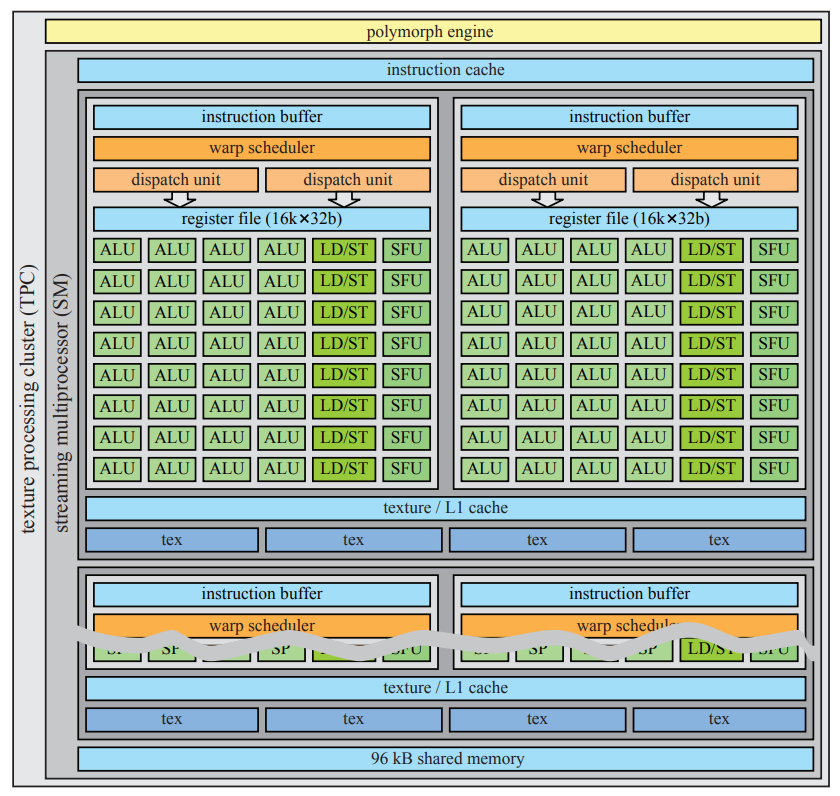 polymorph engine
instruction cache
instruction buffer instruction buffer
warp scheduler warp scheduler
dispatch unit dispatch unit dispatch unit dispatch unit
register file (16k×32b) register file (16k×32b)
ALU ALU ALU ALU LD/ST SFU ALU ALU ALU ALU LD/ST SFU
ALU ALU ALU ALU LD/ST SFU ALU ALU ALU ALU LD/ST SFU
ALU ALU ALU ALU LD/ST SFU ALU ALU ALU ALU LD/ST SFU
ALU ALU ALU ALU LD/ST SFU ALU ALU ALU ALU LD/ST SFU
ALU ALU ALU ALU LD/ST SFU ALU ALU ALU ALU LD/ST SFU
ALU ALU ALU ALU LD/ST SFU ALU ALU ALU ALU LD/ST SFU
ALU ALU ALU ALU LD/ST SFU ALU ALU ALU ALU LD/ST SFU
ALU ALU ALU ALU LD/ST SFU ALU ALU ALU ALU LD/ST SFU
texture / L1 cache
tex tex tex tex
instruction buffer instruction buffer
warp scheduler warp scheduler
SP SP SP SFU SP SP SP LD/ST SFU
texture / L1 cache
tex tex tex tex
96 kB shared memory
texture processing cluster (TPC)
streaming multiprocessor (SM)